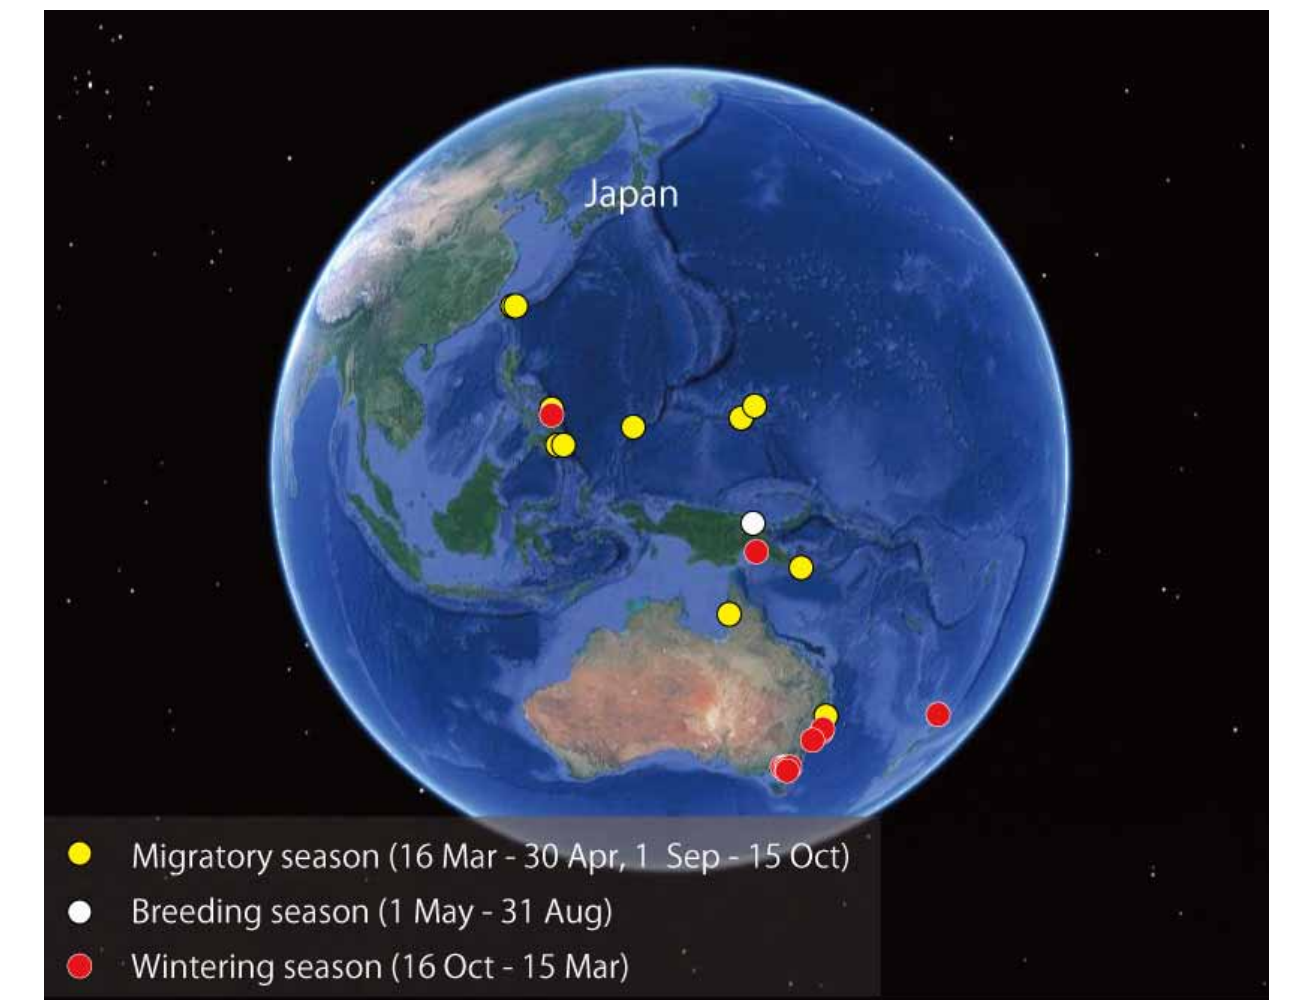 Japan
Migratory season (16 Mar - 30 Apr, 1  Sep - 15 Oct)
Breeding season (1 May - 31 Aug)
Wintering season (16 Oct - 15 Mar)